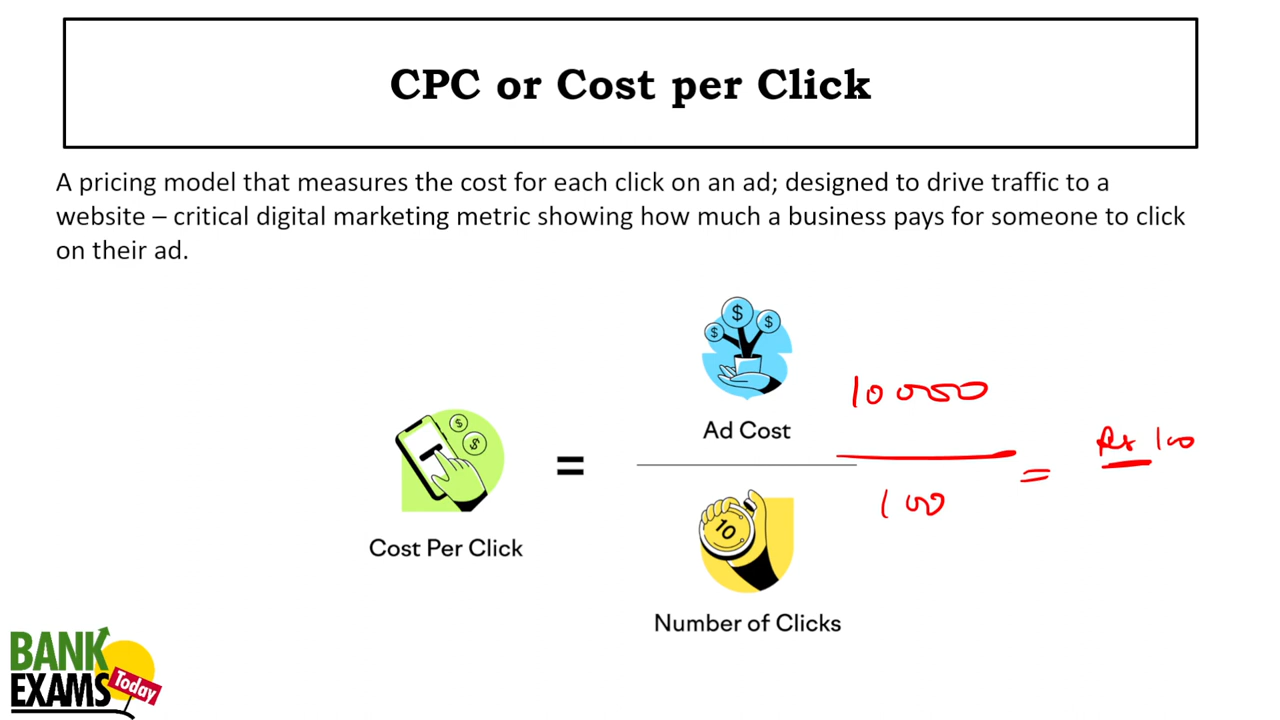 CPC or Cost per Click
A pricing model that measures the cost for each click on an ad; designed to drive traffic to a
website – critical digital marketing metric showing how much a business pays for someone to click
on their ad.
$ $ $
10000
Ad Cost
$ $
=
= Rs 100
10
100
Cost Per Click
Number of Clicks
BANK
EXAMS
Today